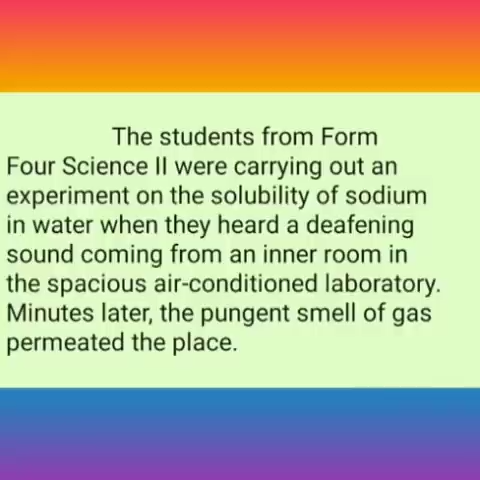 The students from Form
Four Science II were carrying out an
experiment on the solubility of sodium
in water when they heard a deafening
sound coming from an inner room in
the spacious air-conditioned laboratory.
Minutes later, the pungent smell of gas
permeated the place.